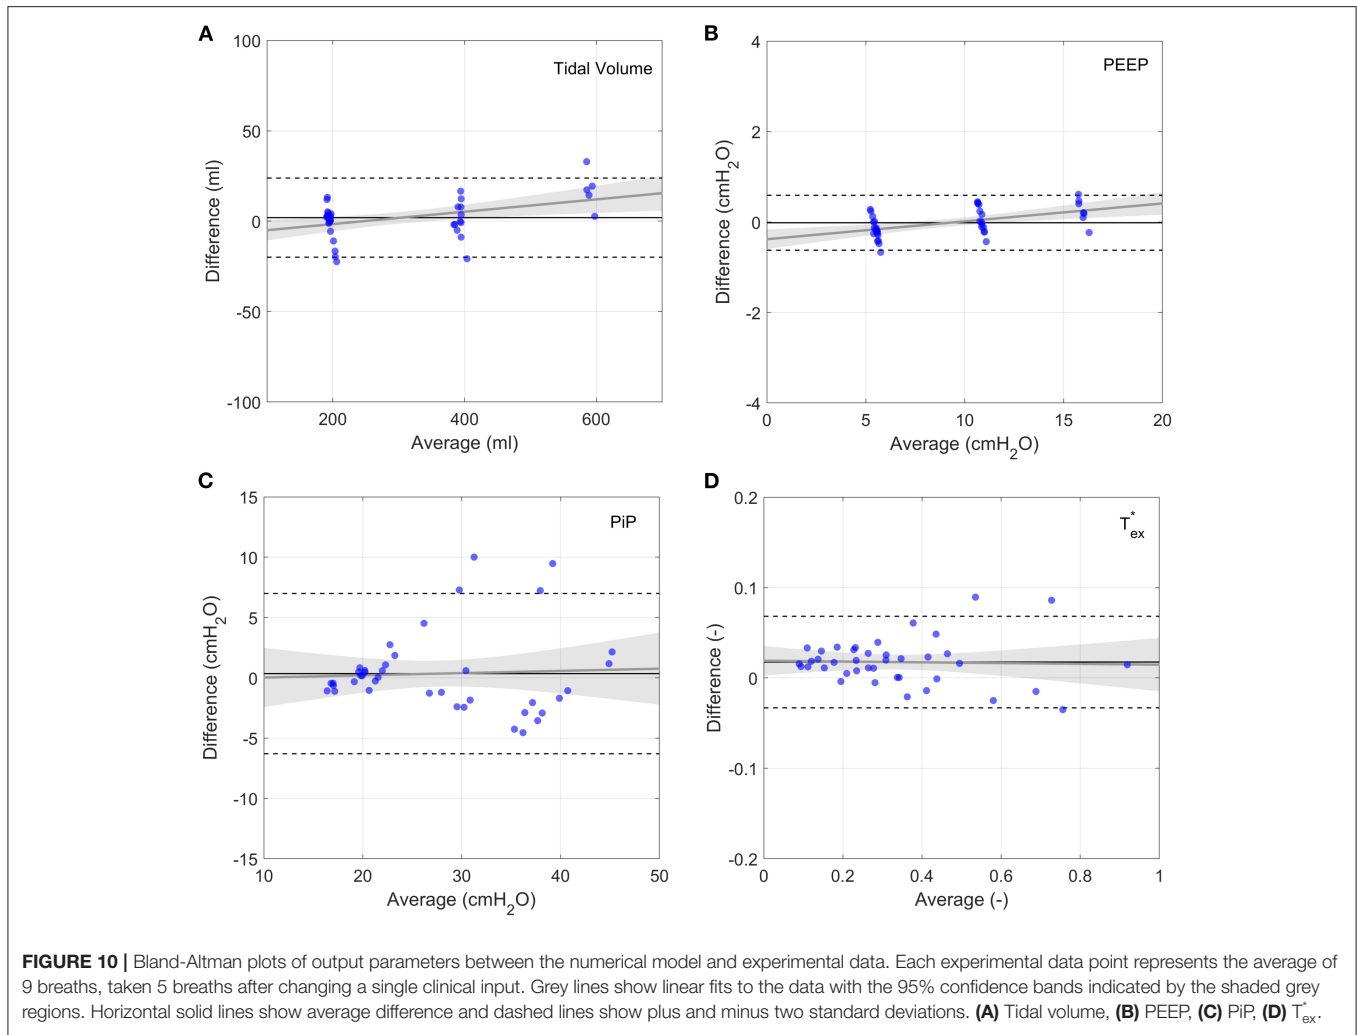 A
100
50
0
-50
-100
Difference (ml)
Tidal Volume
200 400 600
Average (ml)
B
4
2
0
-2
-4
Difference (cmH2O)
PEEP
0 5 10 15 20
Average (cmH2O)
C
15
10
5
0
-5
-10
-15
Difference (cmH2O)
PiP
10 20 30 40 50
Average (cmH2O)
D
0.2
0.1
0
-0.1
-0.2
Difference (-)
T*ex
0 0.2 0.4 0.6 0.8 1
Average (-)
FIGURE 10 | Bland-Altman plots of output parameters between the numerical model and experimental data. Each experimental data point represents the average of
9 breaths, taken 5 breaths after changing a single clinical input. Grey lines show linear fits to the data with the 95% confidence bands indicated by the shaded grey
regions. Horizontal solid lines show average difference and dashed lines show plus and minus two standard deviations. (A) Tidal volume, (B) PEEP, (C) PiP, (D) T*ex.